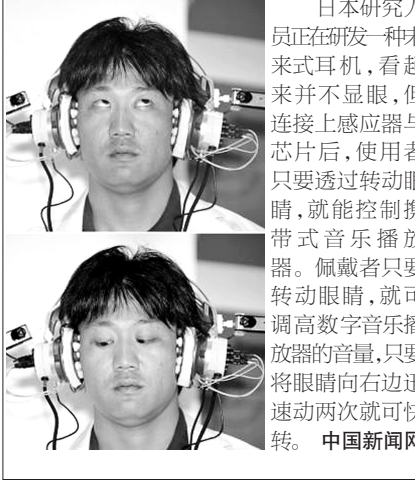 日本研究人
员正在研发一种未
来式耳机，看起
来并不显眼，但
连接上感应器与
芯片后，使用者
只要透过转动眼
睛，就能控制携
带式音乐播放
器。佩戴者只要
转动眼睛，就可
调高数字音乐播
放器的音量，只要
将眼睛向右边迅
速动两次就可快
转。 中国新闻网